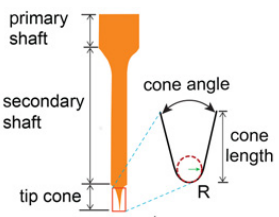 primary
shaft
secondary
shaft
tip cone
cone angle
cone
length
R